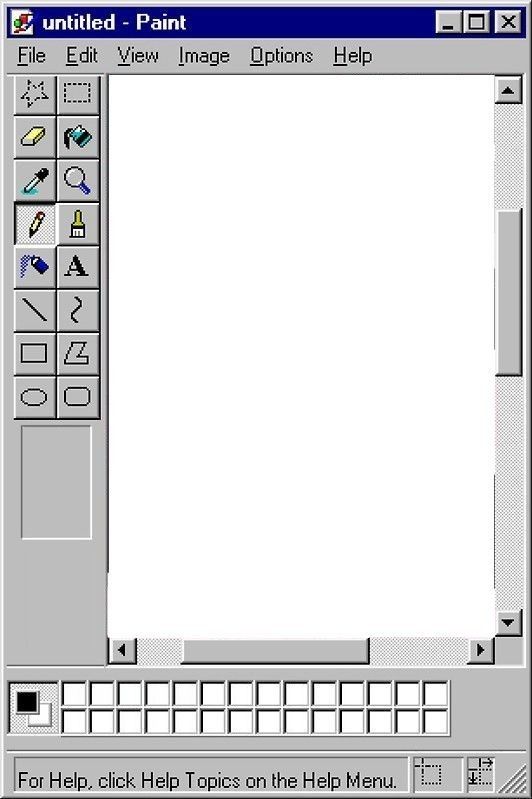 untitled - Paint
File Edit View Image Options Help
A
For Help, click Help Topics on the Help Menu.